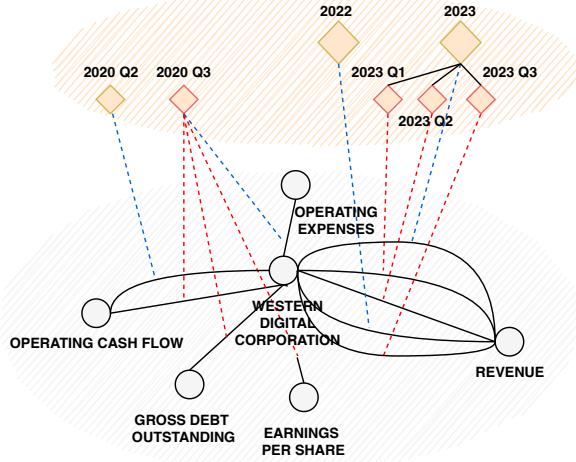 2022
2023
2020 Q2
2020 Q3
2023 Q1
2023 Q3
2023 Q2
OPERATING
EXPENSES
WESTERN
DIGITAL
CORPORATION
OPERATING CASH FLOW
REVENUE
GROSS DEBT
OUTSTANDING
EARNINGS
PER SHARE